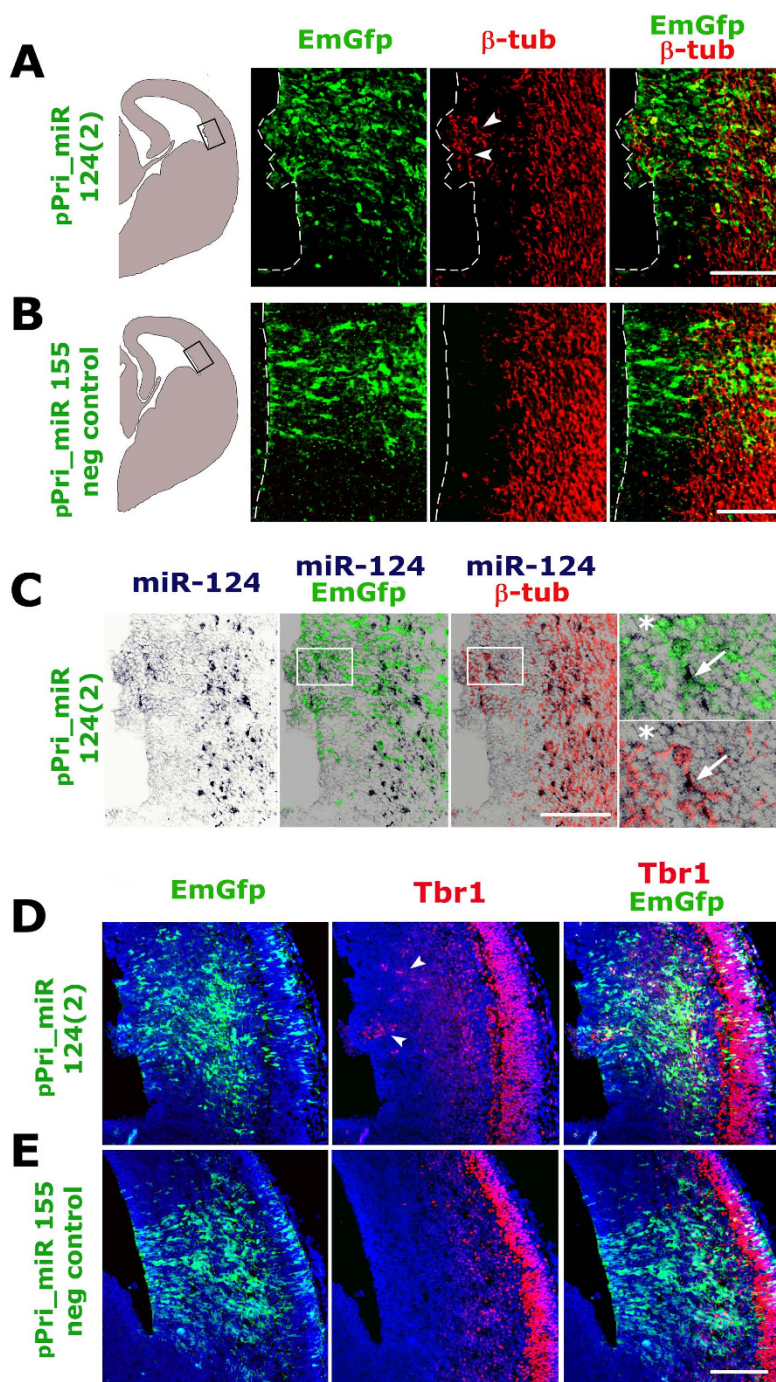 EmGfp
β-tub
EmGfp
β-tub
A
pPri_miR
124(2)
B
pPri_miR 155
neg control
miR-124
miR-124
EmGfp
miR-124
β-tub
C
pPri_miR
124(2)
*
*
EmGfp
Tbr1
Tbr1
EmGfp
D
pPri_miR
124(2)
E
pPri_miR 155
neg control